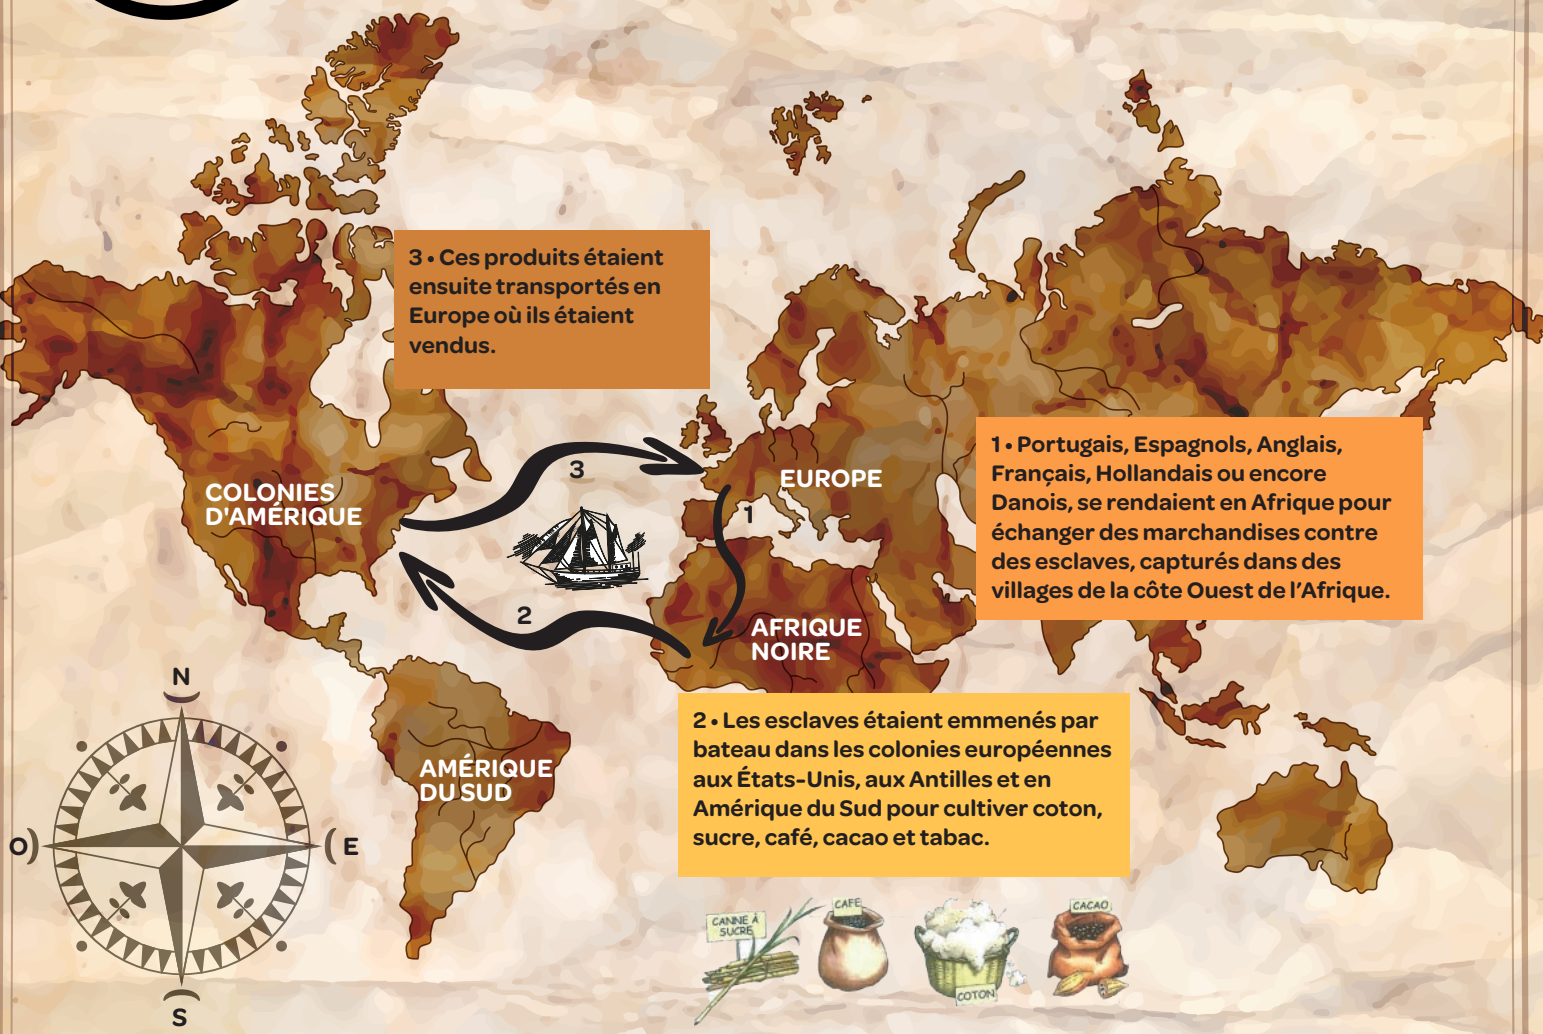 3 • Ces produits étaient
ensuite transportés en
Europe où ils étaient
vendus.
1 • Portugais, Espagnols, Anglais,
Français, Hollandais ou encore
Danois, se rendaient en Afrique pour
échanger des marchandises contre
des esclaves, capturés dans des
villages de la côte Ouest de l'Afrique.
3
EUROPE
COLONIES
D'AMÉRIQUE
1
2
AFRIQUE
NOIRE
N
2 • Les esclaves étaient emmenés par
bateau dans les colonies européennes
aux États-Unis, aux Antilles et en
Amérique du Sud pour cultiver coton,
sucre, café, cacao et tabac.
AMÉRIQUE
DU SUD
O
E
CANNE À
SUCRE
CAFE
CACAO
COTON
S